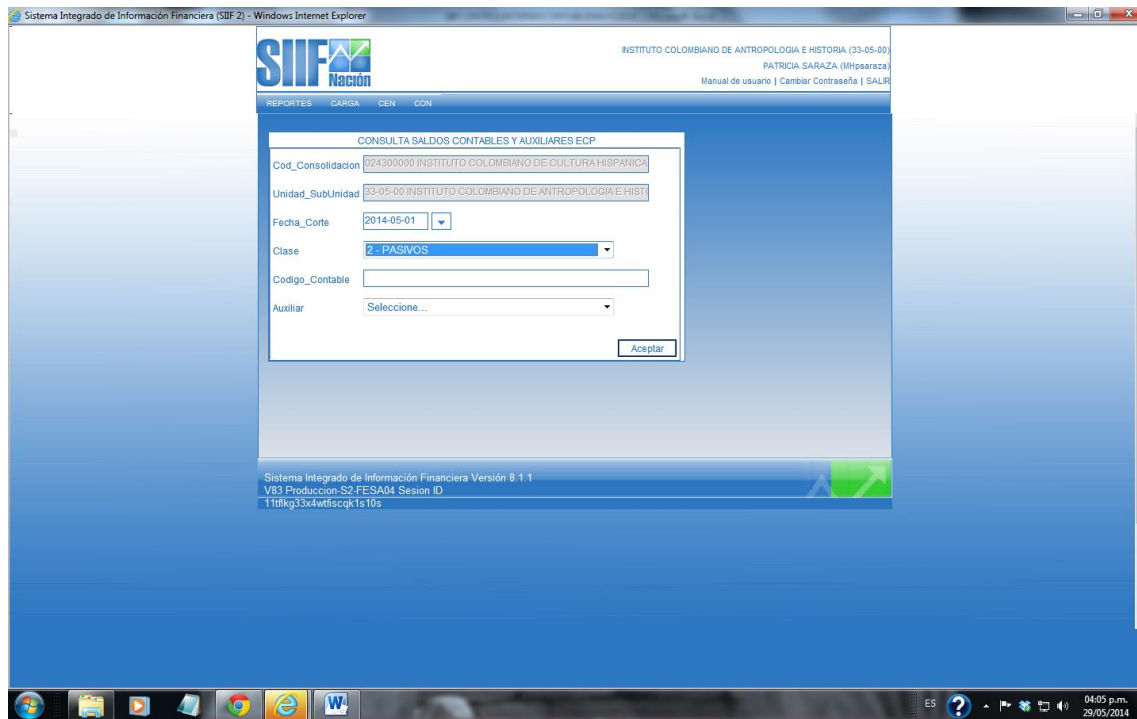 Sistema Integrado de Información Financiera (SIIF 2) - Windows Internet Explorer
SIIF
Nación
INSTITUTO COLOMBIANO DE ANTROPOLOGIA E HISTORIA (33-05-00)
PATRICIA SARAZA (MHpsaraza)
Manual de usuario | Cambiar Contraseña | SALIR
REPORTES CARGA CEN CON
CONSULTA SALDOS CONTABLES Y AUXILIARES ECP
Cod_Consolidacion 024300000 INSTITUTO COLOMBIANO DE CULTURA HISPANICA
Unidad_SubUnidad 33-05-00 INSTITUTO COLOMBIANO DE ANTROPOLOGIA E HISTO
Fecha_Corte 2014-05-01
Clase 2 - PASIVOS
Codigo_Contable
Auxiliar Seleccione...
Aceptar
Sistema Integrado de Información Financiera Versión 8.1.1
V83 Produccion-S2-FESA04 Sesion ID
11tflkg33x4wtfiscqk1s10s
ES 04:05 p.m.
29/05/2014